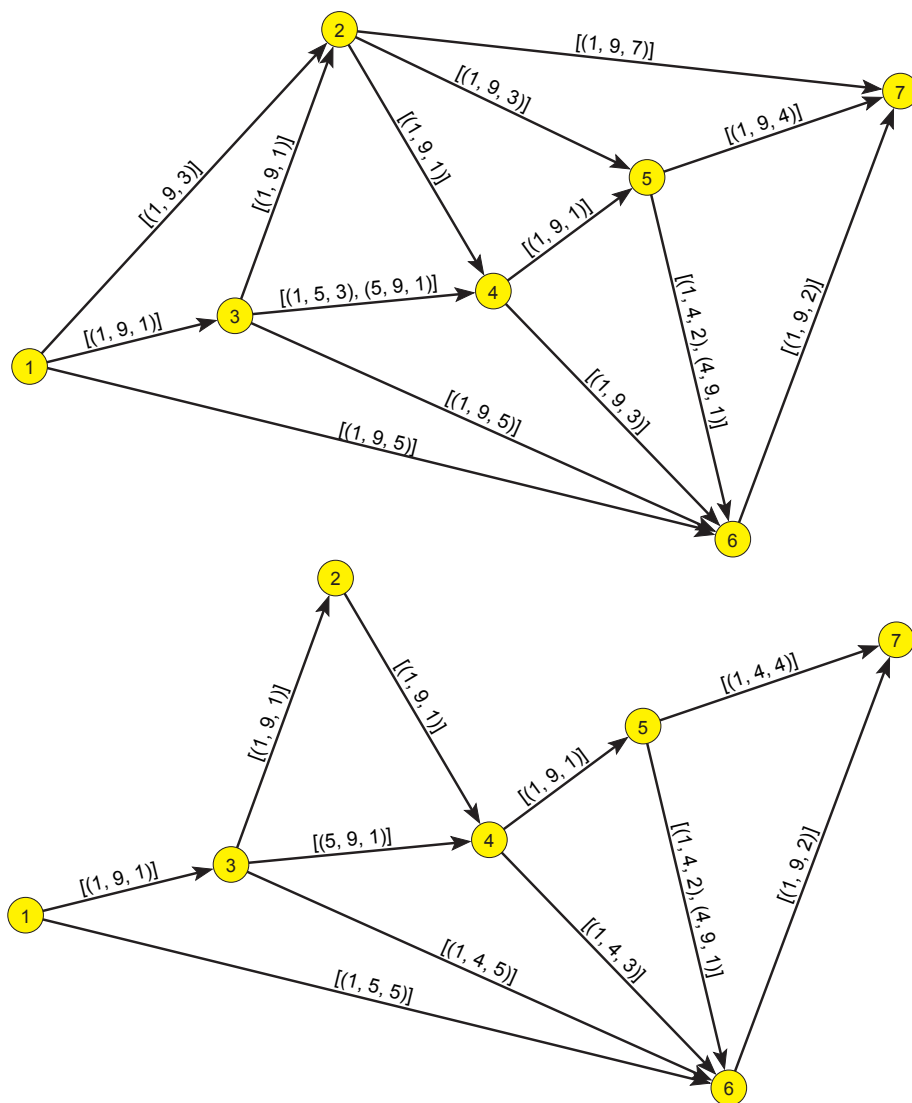 2
[(1, 9, 7)]
7
[(1, 9, 3)]
[(1, 9, 4)]
[(1, 9, 1)]
[(1, 9, 1)]
[(1, 9, 3)]
5
[(1, 9, 1)]
4
[(1, 5, 3), (5, 9, 1)]
3
[(1, 9, 1)]
1
[(1, 4, 2), (4, 9, 1)]
[(1, 9, 2)]
[(1, 9, 5)]
[(1, 9, 3)]
[(1, 9, 5)]
6
2
7
[(1, 9, 1)]
[(1, 9, 1)]
[(1, 4, 4)]
5
[(1, 9, 1)]
4
[(5, 9, 1)]
3
[(1, 9, 1)]
1
[(1, 4, 2), (4, 9, 1)]
[(1, 9, 2)]
[(1, 4, 5)]
[(1, 4, 3)]
[(1, 5, 5)]
6